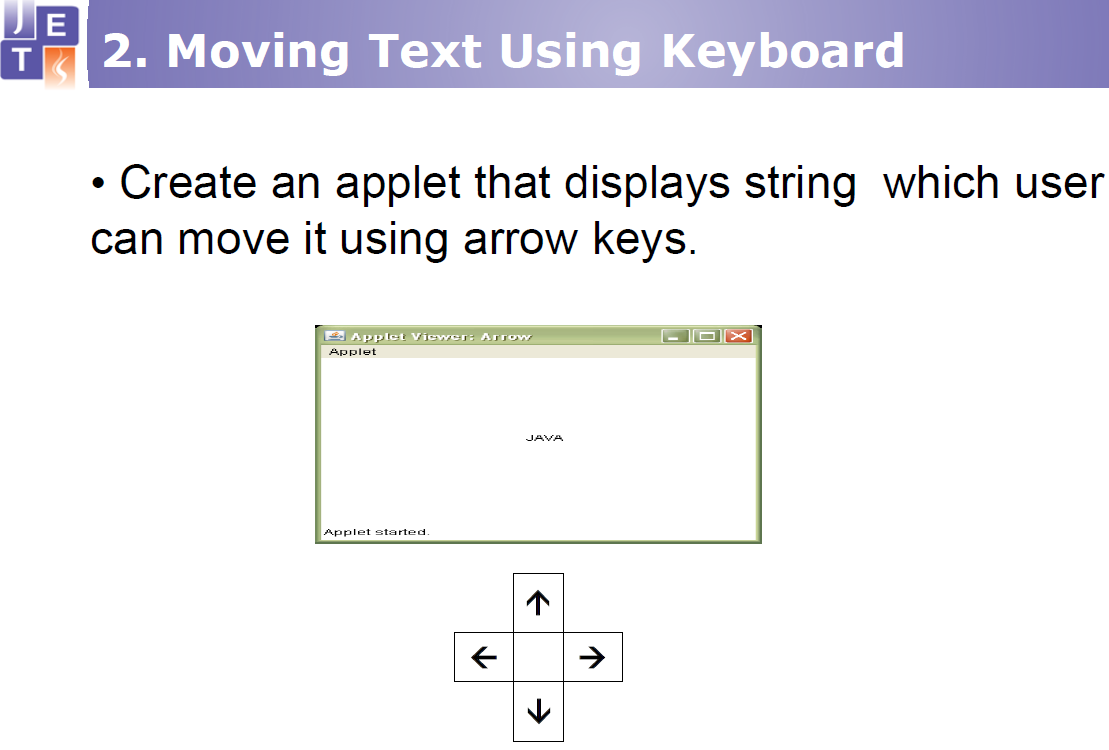 J E
T
2. Moving Text Using Keyboard
• Create an applet that displays string which user
can move it using arrow keys.
Applet Viewer: Arrow
Applet
JAVA
Applet started.
↑
← →
↓